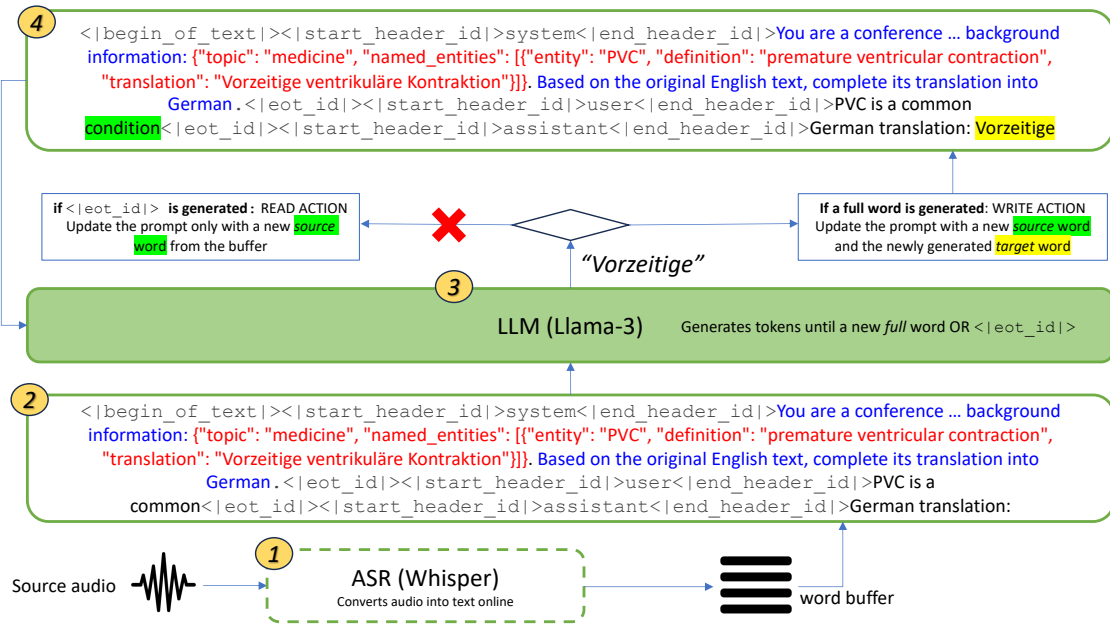 4
<|begin_of_text|><|start_header_id|>system<|end_header_id|>You are a conference ... background
information: {"topic": "medicine", "named_entities": [{"entity": "PVC", "definition": "premature ventricular contraction",
"translation": "Vorzeitige ventrikuläre Kontraktion"}]}. Based on the original English text, complete its translation into
German.<|eot_id|><|start_header_id|>user<|end_header_id|>PVC is a common
condition<|eot_id|><|start_header_id|>assistant<|end_header_id|>German translation: Vorzeitige
if <|eot_id|> is generated: READ ACTION
Update the prompt only with a new source
word from the buffer
If a full word is generated: WRITE ACTION
Update the prompt with a new source word
and the newly generated target word
"Vorzeitige"
3
LLM (Llama-3)
Generates tokens until a new full word OR <|eot_id|>
2
<|begin_of_text|><|start_header_id|>system<|end_header_id|>You are a conference ... background
information: {"topic": "medicine", "named_entities": [{"entity": "PVC", "definition": "premature ventricular contraction",
"translation": "Vorzeitige ventrikuläre Kontraktion"}]}. Based on the original English text, complete its translation into
German.<|eot_id|><|start_header_id|>user<|end_header_id|>PVC is a
common<|eot_id|><|start_header_id|>assistant<|end_header_id|>German translation:
1
Source audio
ASR (Whisper)
Converts audio into text online
word buffer